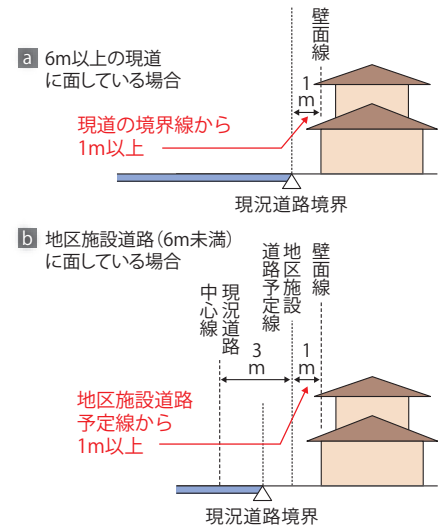 a 6m以上の現道
に面している場合
壁面線
1
m
現道の境界線から
1m以上
現況道路境界
b 地区施設道路（6m未満）
に面している場合
現況道路
中心線
地区施設
道路予定線
壁面線
3
m
1
m
地区施設道路
予定線から
1m以上
現況道路境界